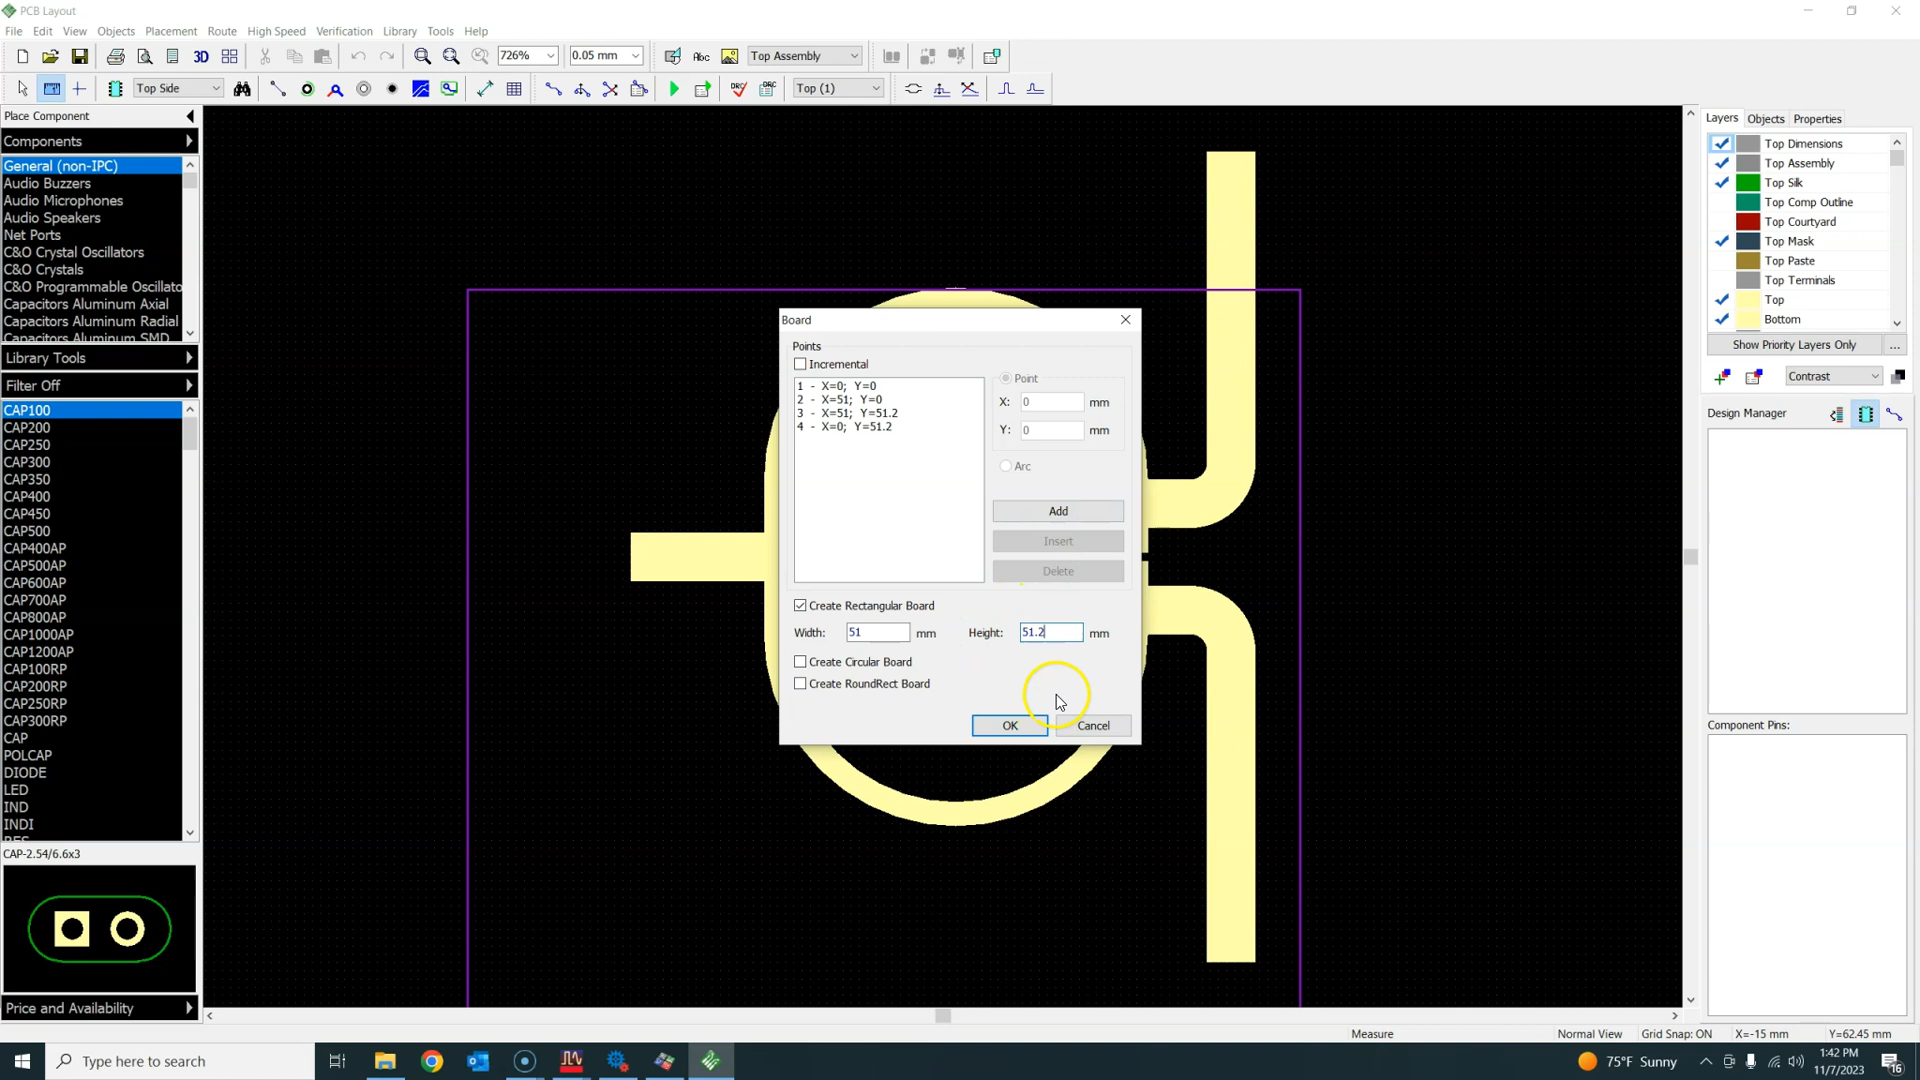 PCB Layout
File Edit View Objects Placement Route High Speed Verification Library Tools Help
3D 726% 0.05 mm Abc Top Assembly
Top Side DRC DRC Top (1)
Place Component
Components
General (non-IPC)
Audio Buzzers
Audio Microphones
Audio Speakers
Net Ports
C&O Crystal Oscillators
C&O Crystals
C&O Programmable Oscillato
Capacitors Aluminum Axial
Capacitors Aluminum Radial
Capacitors Aluminum SMD
Library Tools
Filter Off
CAP100
CAP200
CAP250
CAP300
CAP350
CAP400
CAP450
CAP500
CAP400AP
CAP500AP
CAP600AP
CAP700AP
CAP800AP
CAP1000AP
CAP1200AP
CAP100RP
CAP200RP
CAP250RP
CAP300RP
CAP
POLCAP
DIODE
LED
IND
INDI
RES
CAP-2.54/6.6x3
Price and Availability
Board
Points
Incremental
1 - X=0; Y=0
2 - X=51; Y=0
3 - X=51; Y=51.2
4 - X=0; Y=51.2
Point
X: 0 mm
Y: 0 mm
Arc
Add
Insert
Delete
Create Rectangular Board
Width: 51 mm Height: 51.2 mm
Create Circular Board
Create RoundRect Board
OK Cancel
Layers Objects Properties
Top Dimensions
Top Assembly
Top Silk
Top Comp Outline
Top Courtyard
Top Mask
Top Paste
Top Terminals
Top
Bottom
Show Priority Layers Only ...
Contrast
Design Manager
Component Pins:
Measure Normal View Grid Snap: ON X=-15 mm Y=62.45 mm
Type here to search
75°F Sunny
1:42 PM
11/7/2023
16